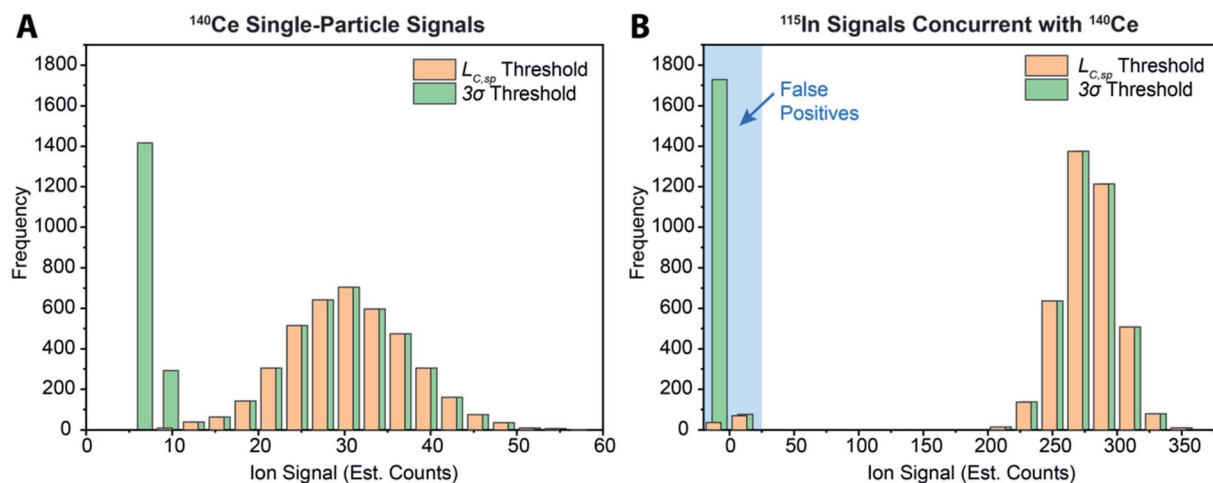 A
¹⁴⁰Ce Single-Particle Signals
1800
1600
1400
1200
1000
800
600
400
200
0
Frequency
L_C,sp Threshold
3σ Threshold
0 10 20 30 40 50 60
Ion Signal (Est. Counts)
B
¹¹⁵In Signals Concurrent with ¹⁴⁰Ce
1800
1600
1400
1200
1000
800
600
400
200
0
Frequency
False
Positives
L_C,sp Threshold
3σ Threshold
0 50 100 150 200 250 300 350
Ion Signal (Est. Counts)